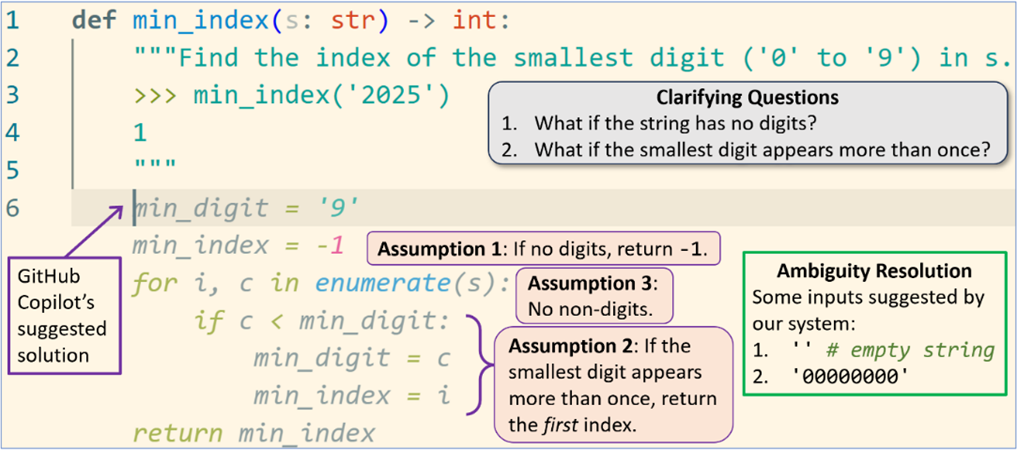 1 def min_index(s: str) -> int:
2 """Find the index of the smallest digit ('0' to '9') in s.
3 >>> min_index('2025')
4 1
5 """
6 min_digit = '9'
min_index = -1
for i, c in enumerate(s):
if c < min_digit:
min_digit = c
min_index = i
return min_index
Clarifying Questions
1. What if the string has no digits?
2. What if the smallest digit appears more than once?
GitHub
Copilot's
suggested
solution
Assumption 1: If no digits, return -1.
Assumption 3:
No non-digits.
Assumption 2: If the
smallest digit appears
more than once, return
the first index.
Ambiguity Resolution
Some inputs suggested by
our system:
1. '' # empty string
2. '00000000'